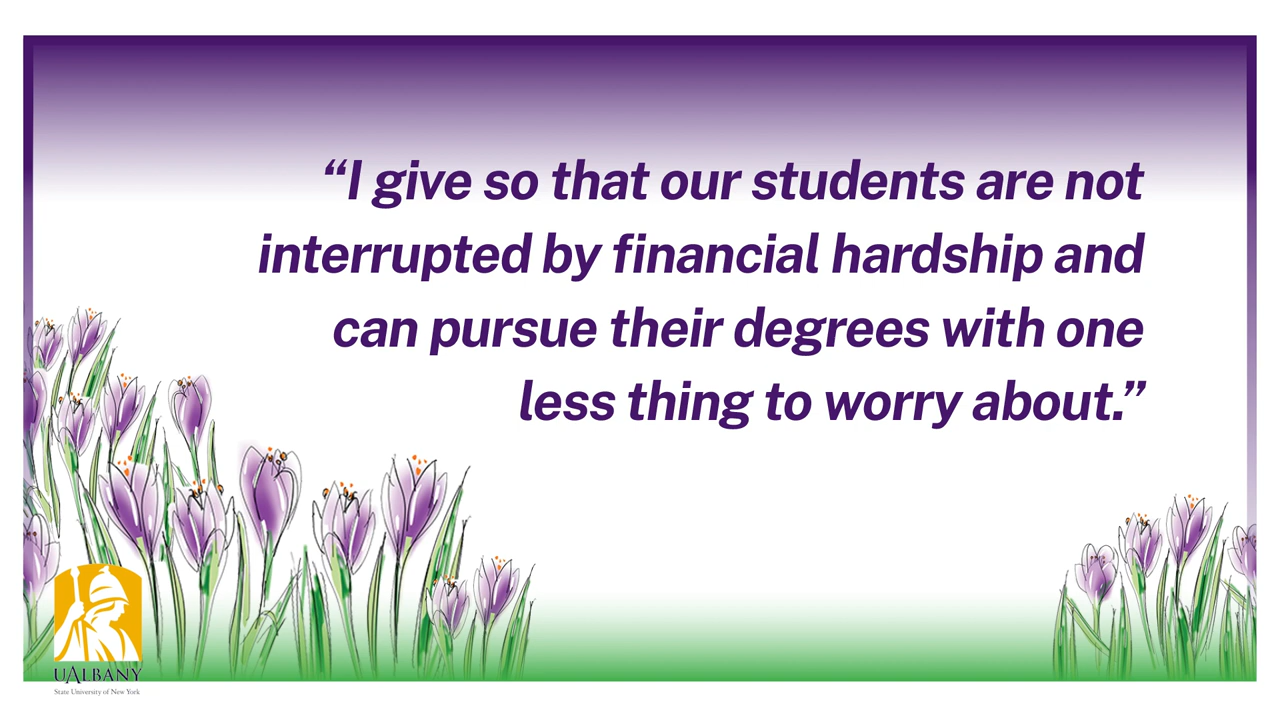 “I give so that our students are not
interrupted by financial hardship and
can pursue their degrees with one
less thing to worry about.”
UALBANY
State University of New York